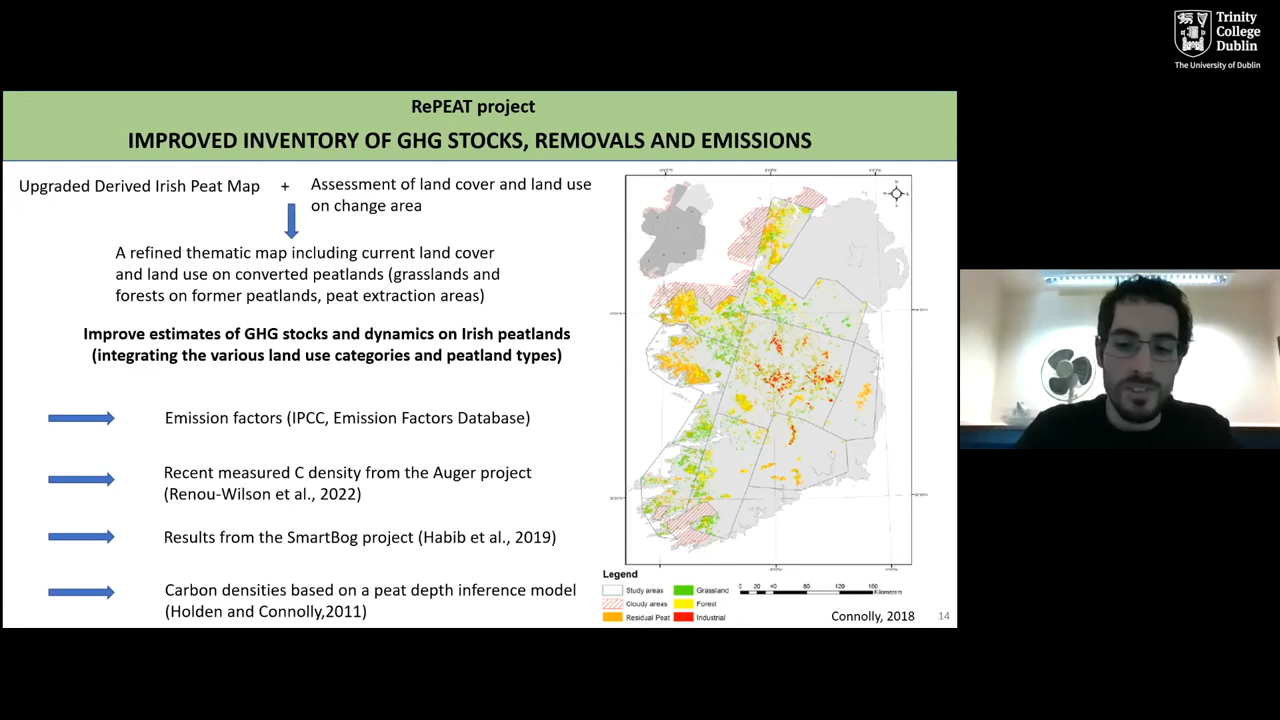 Trinity
College
Dublin
The University of Dublin
RePEAT project
IMPROVED INVENTORY OF GHG STOCKS, REMOVALS AND EMISSIONS
Upgraded Derived Irish Peat Map + Assessment of land cover and land use
on change area
A refined thematic map including current land cover
and land use on converted peatlands (grasslands and
forests on former peatlands, peat extraction areas)
Improve estimates of GHG stocks and dynamics on Irish peatlands
(integrating the various land use categories and peatland types)
Emission factors (IPCC, Emission Factors Database)
Recent measured C density from the Auger project
(Renou-Wilson et al., 2022)
Results from the SmartBog project (Habib et al., 2019)
Carbon densities based on a peat depth inference model
(Holden and Connolly,2011)
Legend
Study areas
Cloudy areas
Residual Peat
Grassland
Forest
Industrial
0 20 40 80 120 160
Kilometers
Connolly, 2018
14